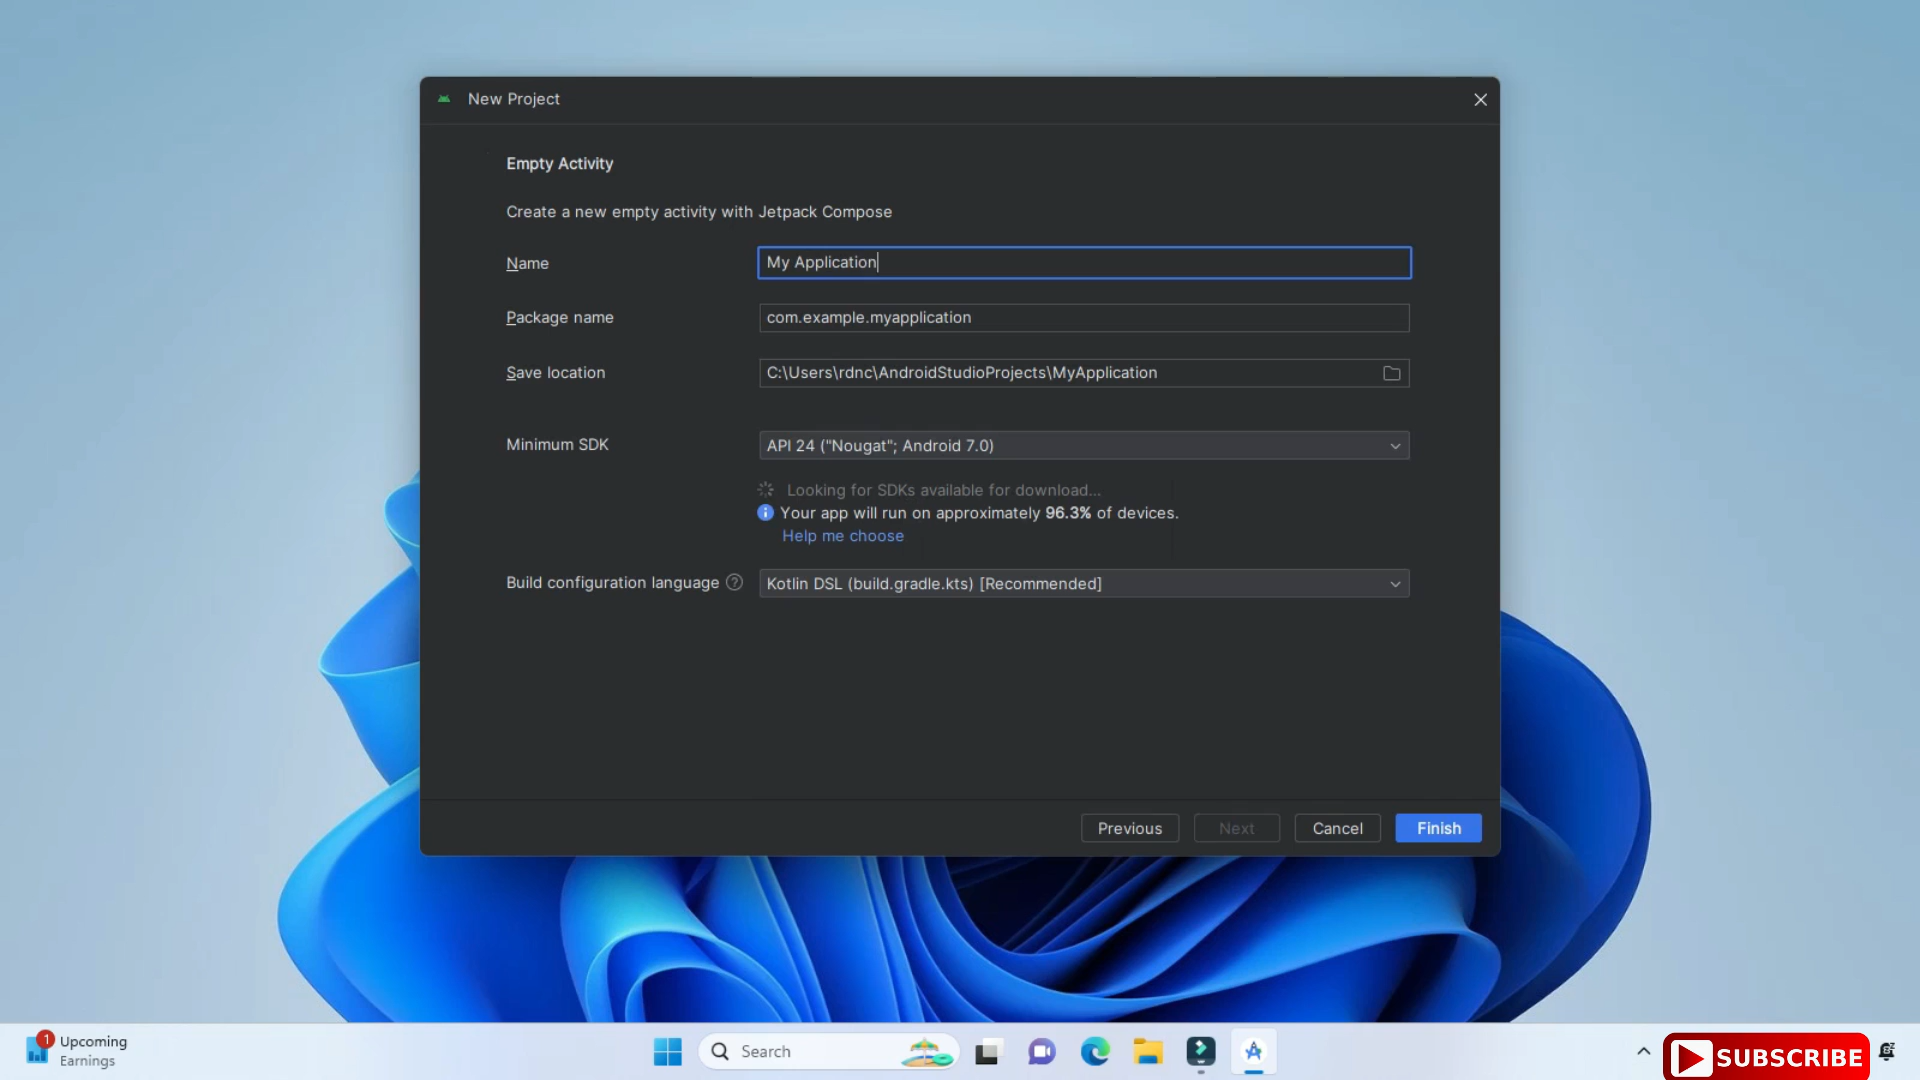 New Project
Empty Activity
Create a new empty activity with Jetpack Compose
Name
My Application
Package name
com.example.myapplication
Save location
C:\Users\rdnc\AndroidStudioProjects\MyApplication
Minimum SDK
API 24 ("Nougat"; Android 7.0)
Looking for SDKs available for download...
Your app will run on approximately 96.3% of devices.
Help me choose
Build configuration language
Kotlin DSL (build.gradle.kts) [Recommended]
Previous
Next
Cancel
Finish
1
Upcoming
Earnings
Search
SUBSCRIBE